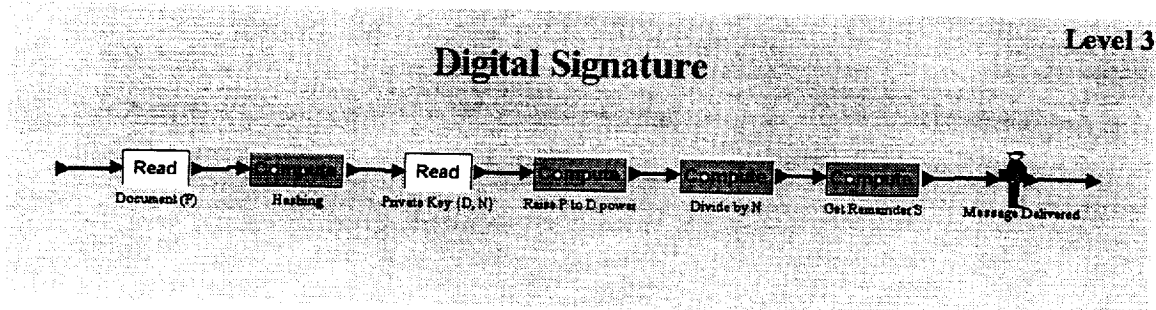 Level 3
Digital Signature
Read Compute Read Compute Compute Compute
Document (P) Hashing Private Key {D, N} Raise P to D power Divide by N Get Remainder S Message Delivered